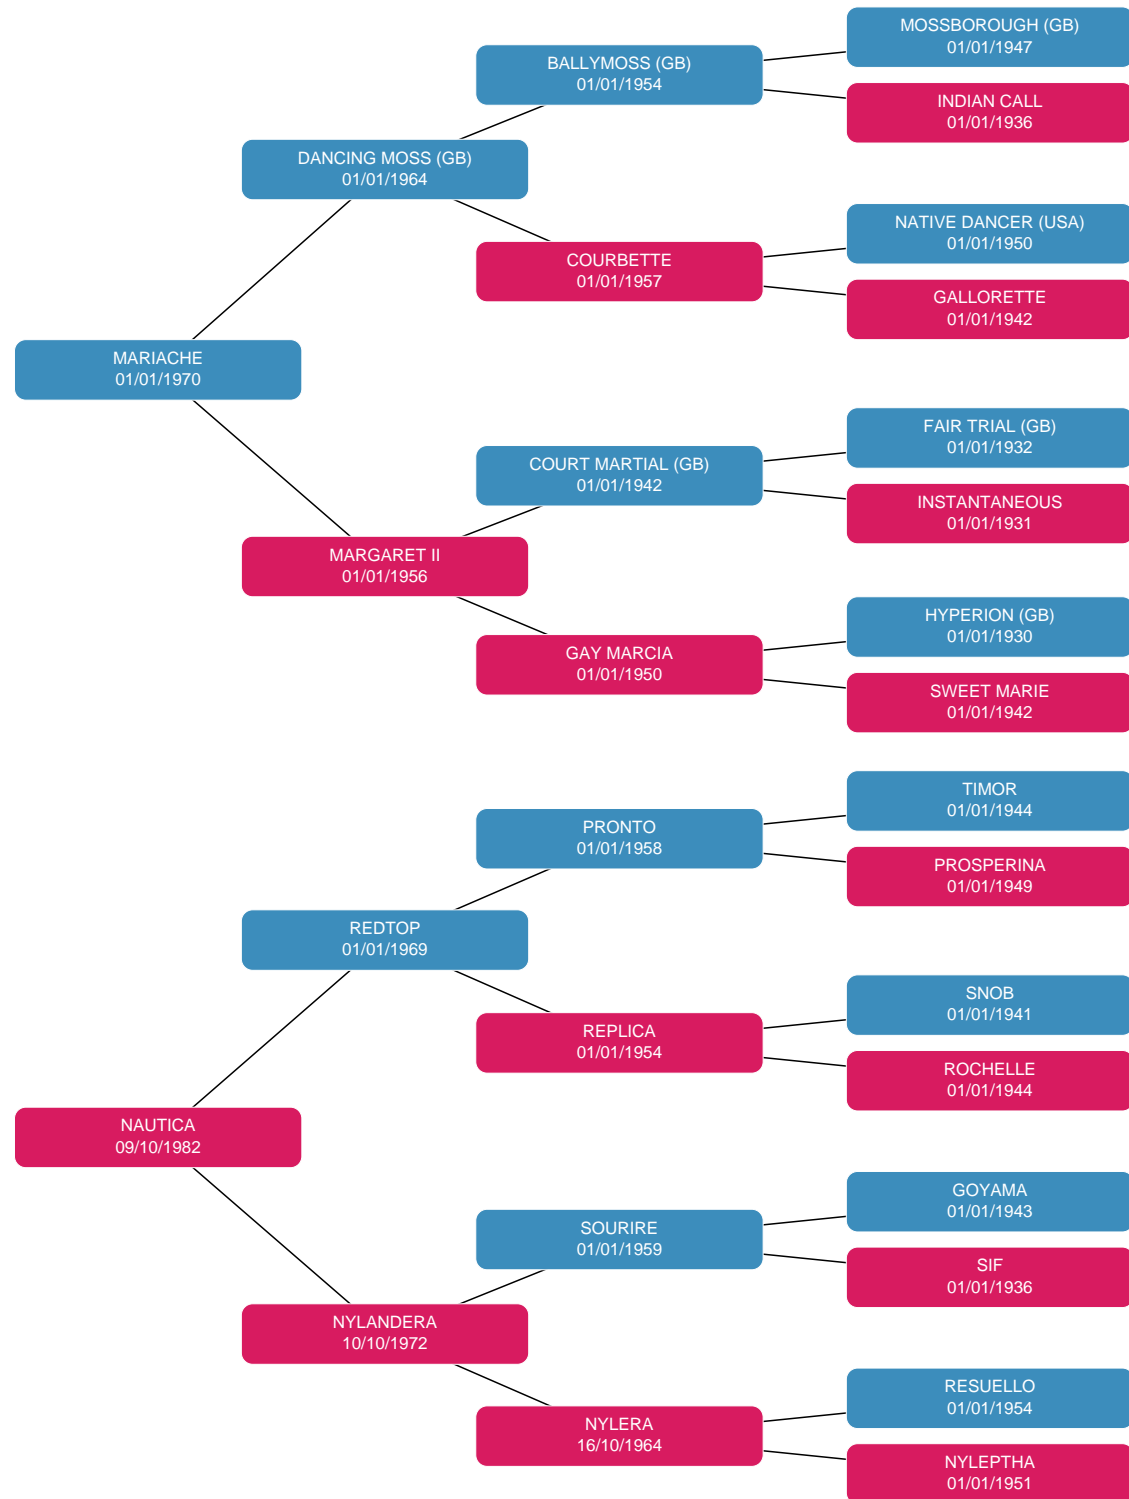 MOSSBOROUGH (GB)
01/01/1947
BALLYMOSS (GB)
01/01/1954
INDIAN CALL
01/01/1936
DANCING MOSS (GB)
01/01/1964
NATIVE DANCER (USA)
01/01/1950
COURBETTE
01/01/1957
GALLORETTE
01/01/1942
MARIACHE
01/01/1970
FAIR TRIAL (GB)
01/01/1932
COURT MARTIAL (GB)
01/01/1942
INSTANTANEOUS
01/01/1931
MARGARET II
01/01/1956
HYPERION (GB)
01/01/1930
GAY MARCIA
01/01/1950
SWEET MARIE
01/01/1942
TIMOR
01/01/1944
PRONTO
01/01/1958
PROSPERINA
01/01/1949
REDTOP
01/01/1969
SNOB
01/01/1941
REPLICA
01/01/1954
ROCHELLE
01/01/1944
NAUTICA
09/10/1982
GOYAMA
01/01/1943
SOURIRE
01/01/1959
SIF
01/01/1936
NYLANDERA
10/10/1972
RESUELLO
01/01/1954
NYLERA
16/10/1964
NYLEPTHA
01/01/1951